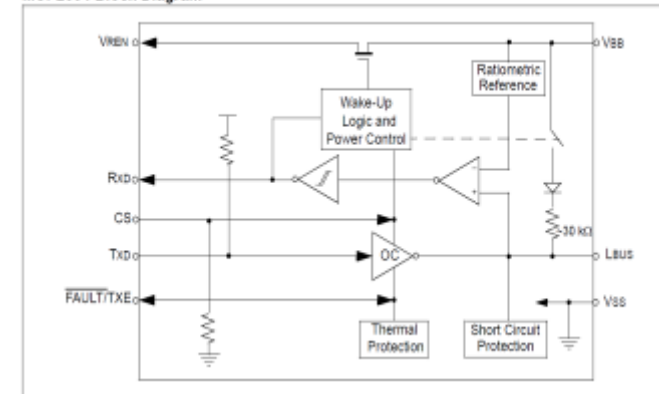 VREN
VBB
Ratiometric
Reference
Wake-Up
Logic and
Power Control
RXD
CS
TXD
OC
~30 kΩ
LBUS
FAULT/TXE
VSS
Thermal
Protection
Short Circuit
Protection